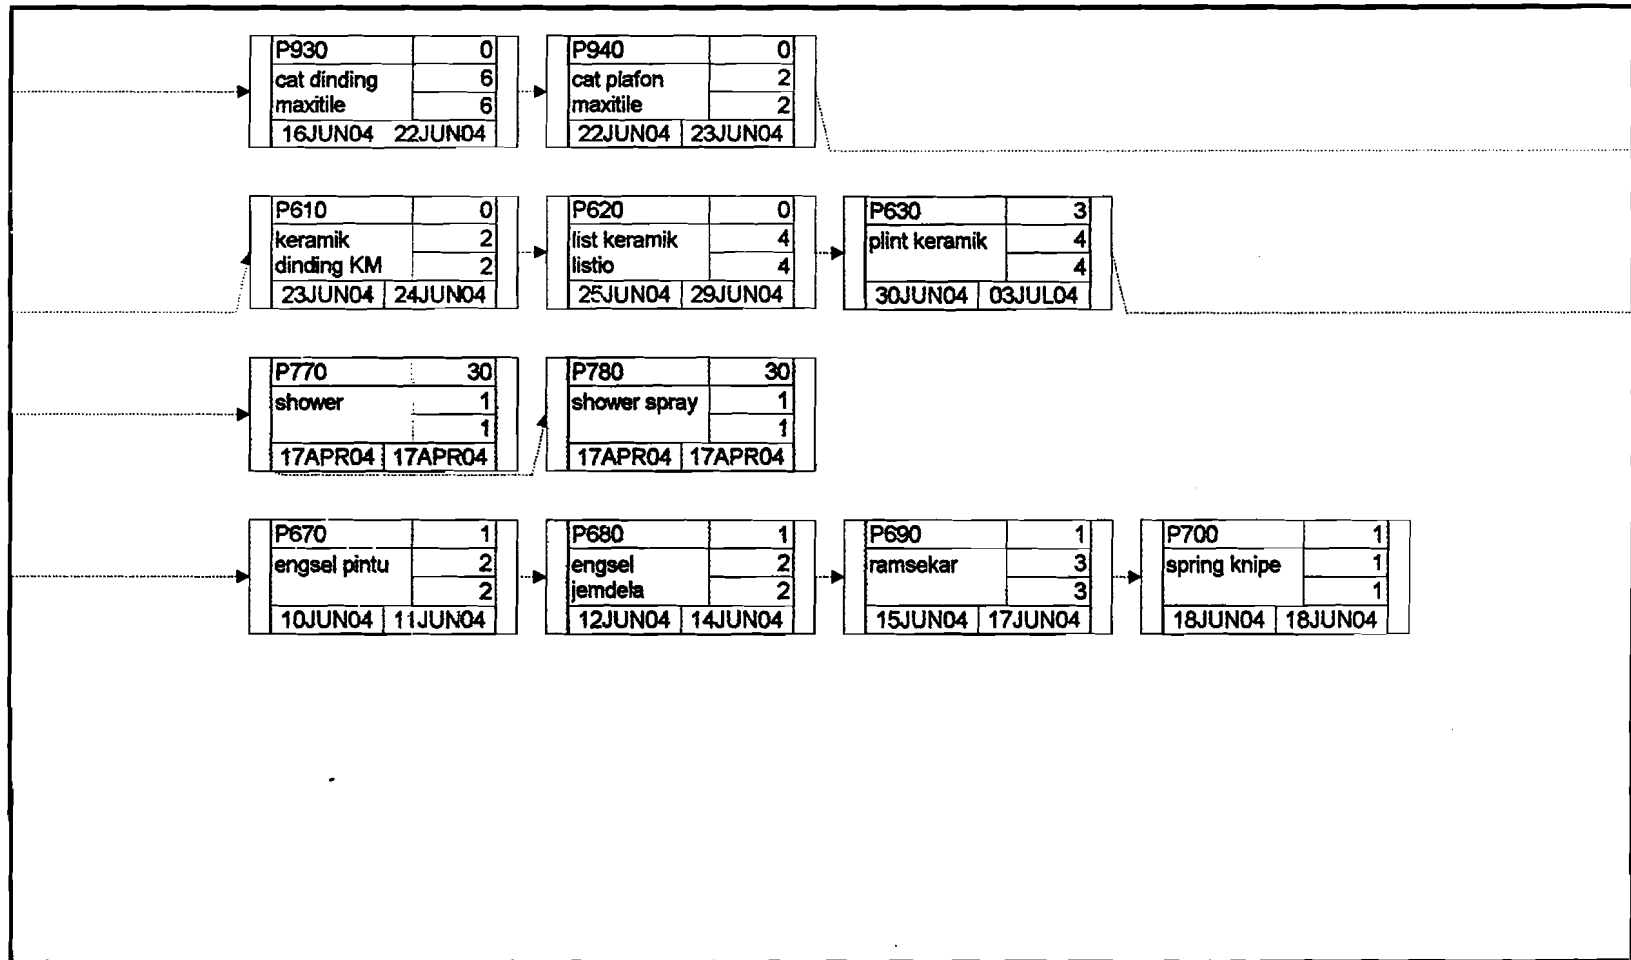 P930 0
cat dinding 6
maxitile 6
16JUN04 22JUN04
P940 0
cat plafon 2
maxitile 2
22JUN04 23JUN04
P610 0
keramik 2
dinding KM 2
23JUN04 24JUN04
P620 0
list keramik 4
listio 4
25JUN04 29JUN04
P630 3
plint keramik 4
4
30JUN04 03JUL04
P770 30
shower 1
1
17APR04 17APR04
P780 30
shower spray 1
1
17APR04 17APR04
P670 1
engsel pintu 2
2
10JUN04 11JUN04
P680 1
engsel 2
jemdela 2
12JUN04 14JUN04
P690 1
ramsekar 3
3
15JUN04 17JUN04
P700 1
spring knipe 1
1
18JUN04 18JUN04